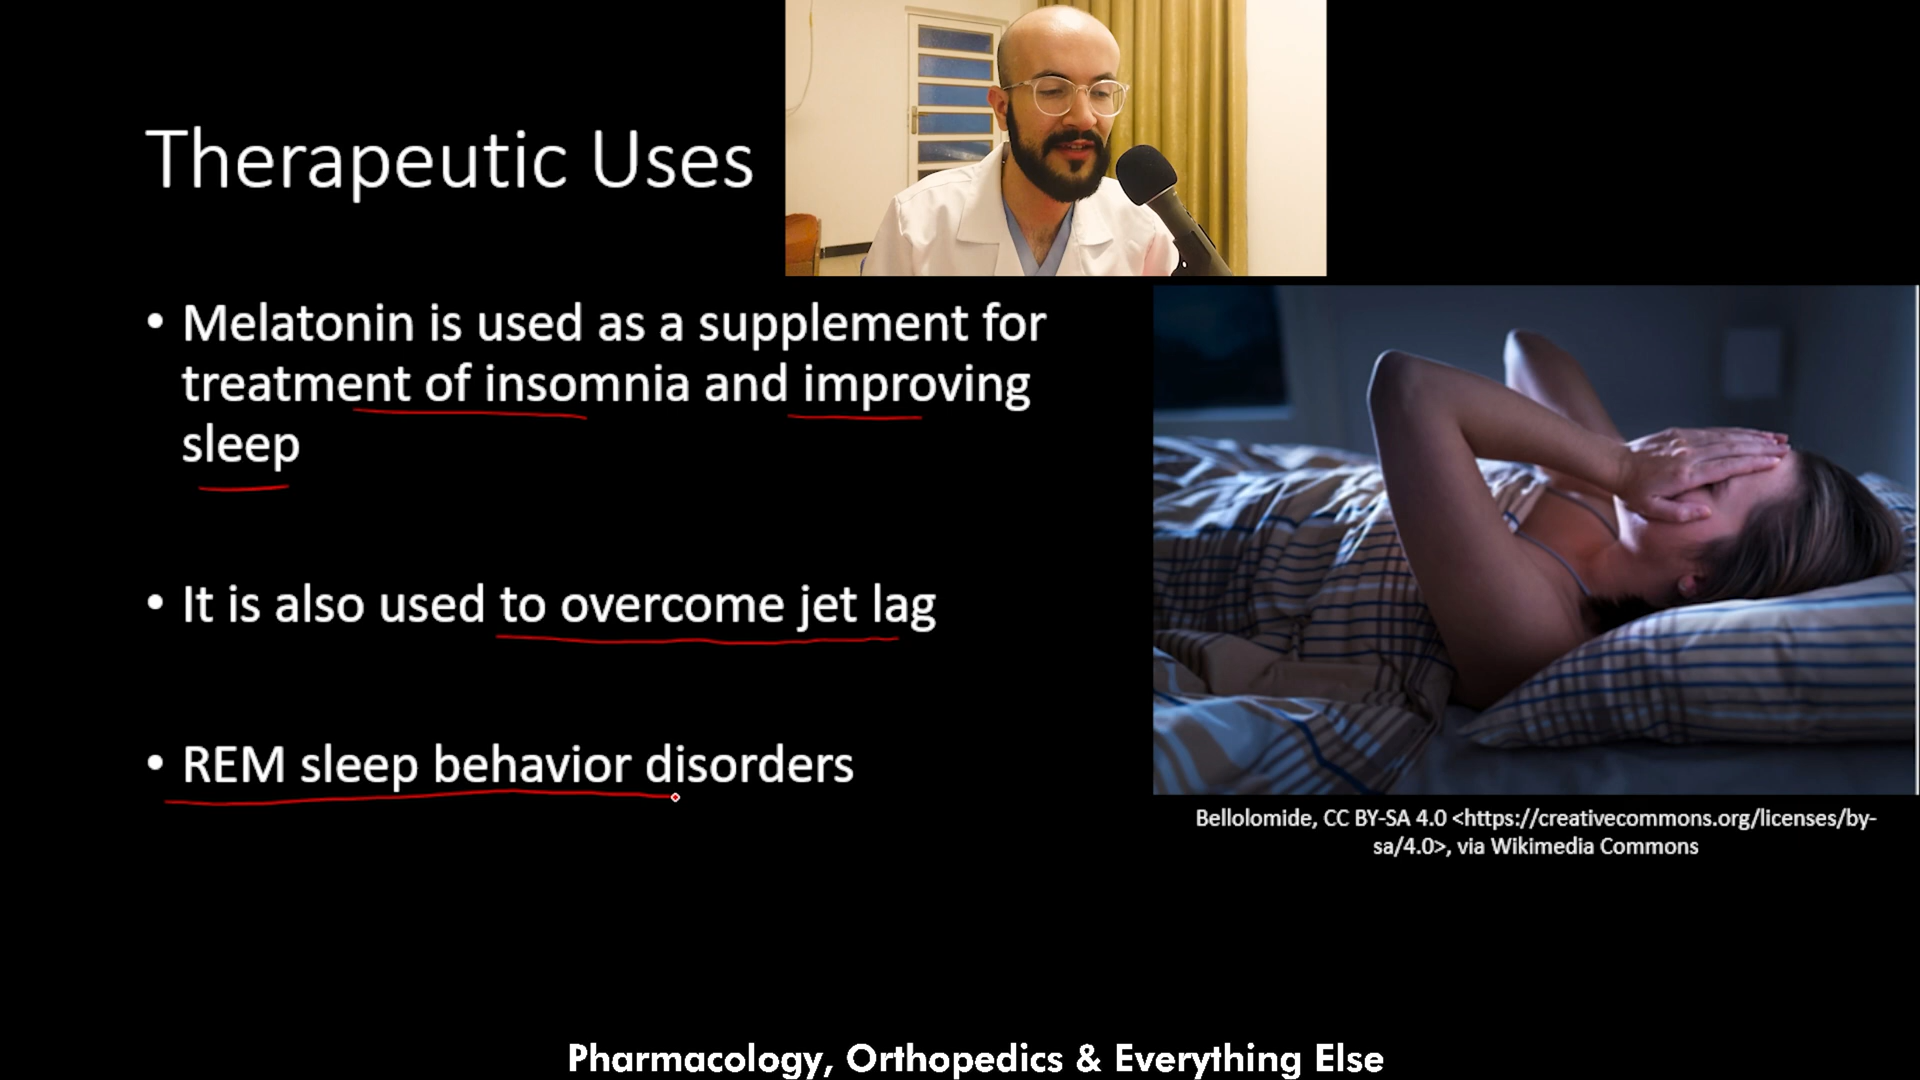 Therapeutic Uses
• Melatonin is used as a supplement for
treatment of insomnia and improving
sleep
• It is also used to overcome jet lag
• REM sleep behavior disorders
Bellolomide, CC BY-SA 4.0 <https://creativecommons.org/licenses/by-
sa/4.0>, via Wikimedia Commons
Pharmacology, Orthopedics & Everything Else